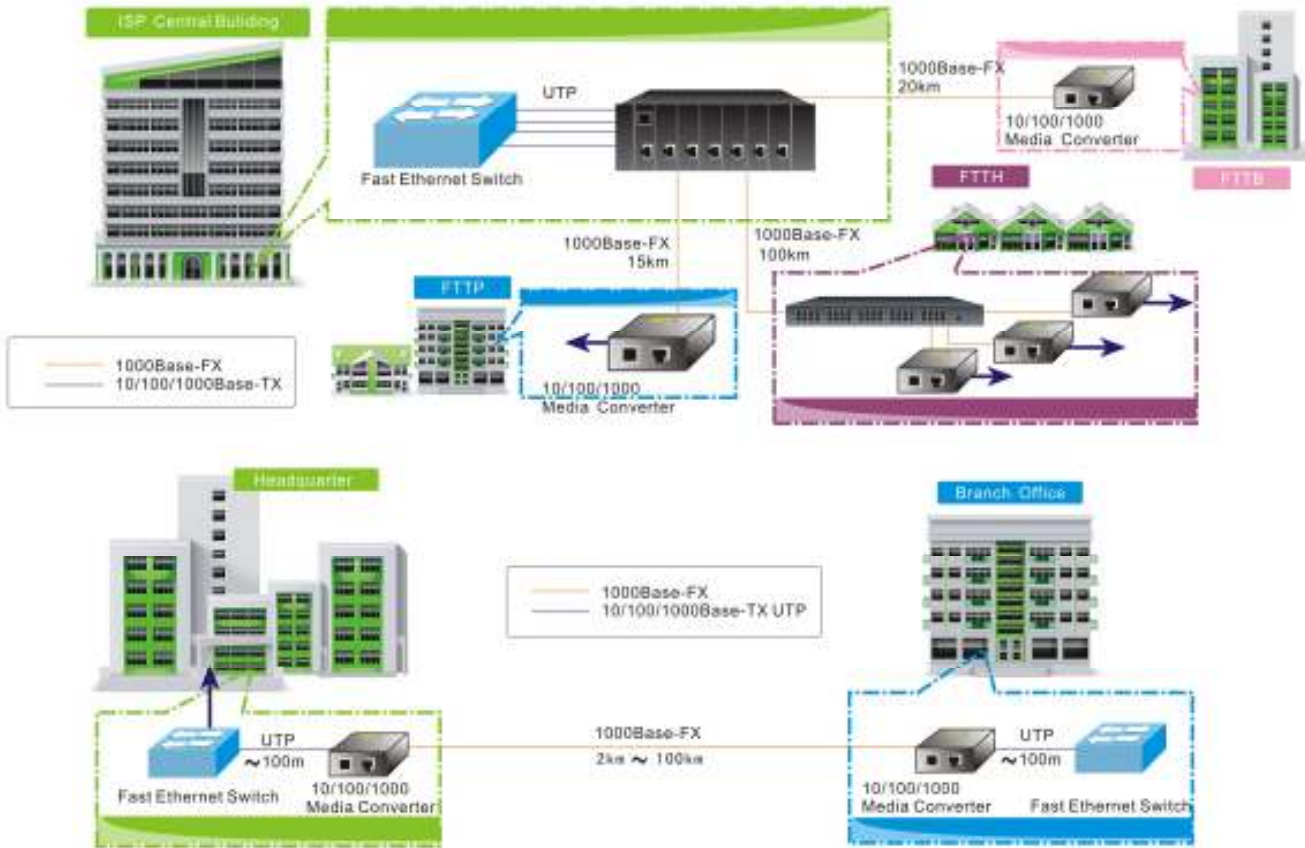 ISP Central Building
UTP
Fast Ethernet Switch
1000Base-FX
20km
10/100/1000
Media Converter
FTTB
FTTH
1000Base-FX
15km
1000Base-FX
100km
FTTP
10/100/1000
Media Converter
1000Base-FX
10/100/1000Base-TX
Headquarter
Branch Office
1000Base-FX
10/100/1000Base-TX UTP
UTP
~100m
Fast Ethernet Switch
10/100/1000
Media Converter
1000Base-FX
2km ~ 100km
10/100/1000
Media Converter
UTP
~100m
Fast Ethernet Switch